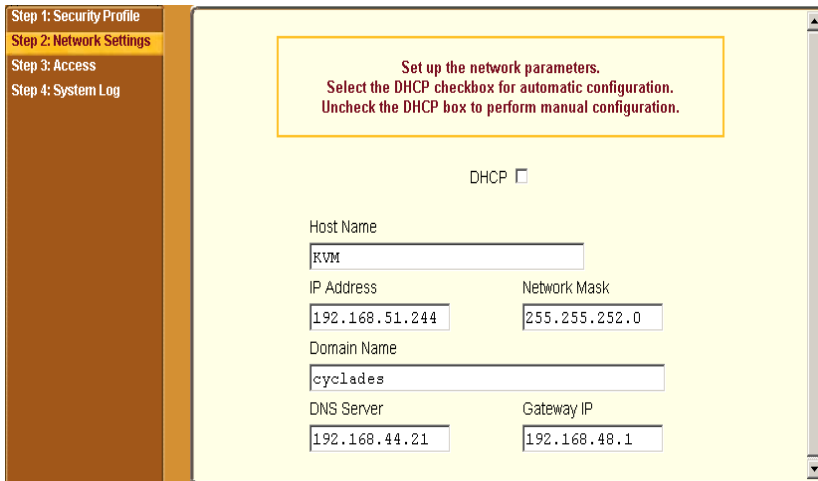 Step 1: Security Profile
Step 2: Network Settings
Step 3: Access
Step 4: System Log
Set up the network parameters.
Select the DHCP checkbox for automatic configuration.
Uncheck the DHCP box to perform manual configuration.
DHCP
Host Name
KVM
IP Address Network Mask
192.168.51.244 255.255.252.0
Domain Name
cyclades
DNS Server Gateway IP
192.168.44.21 192.168.48.1